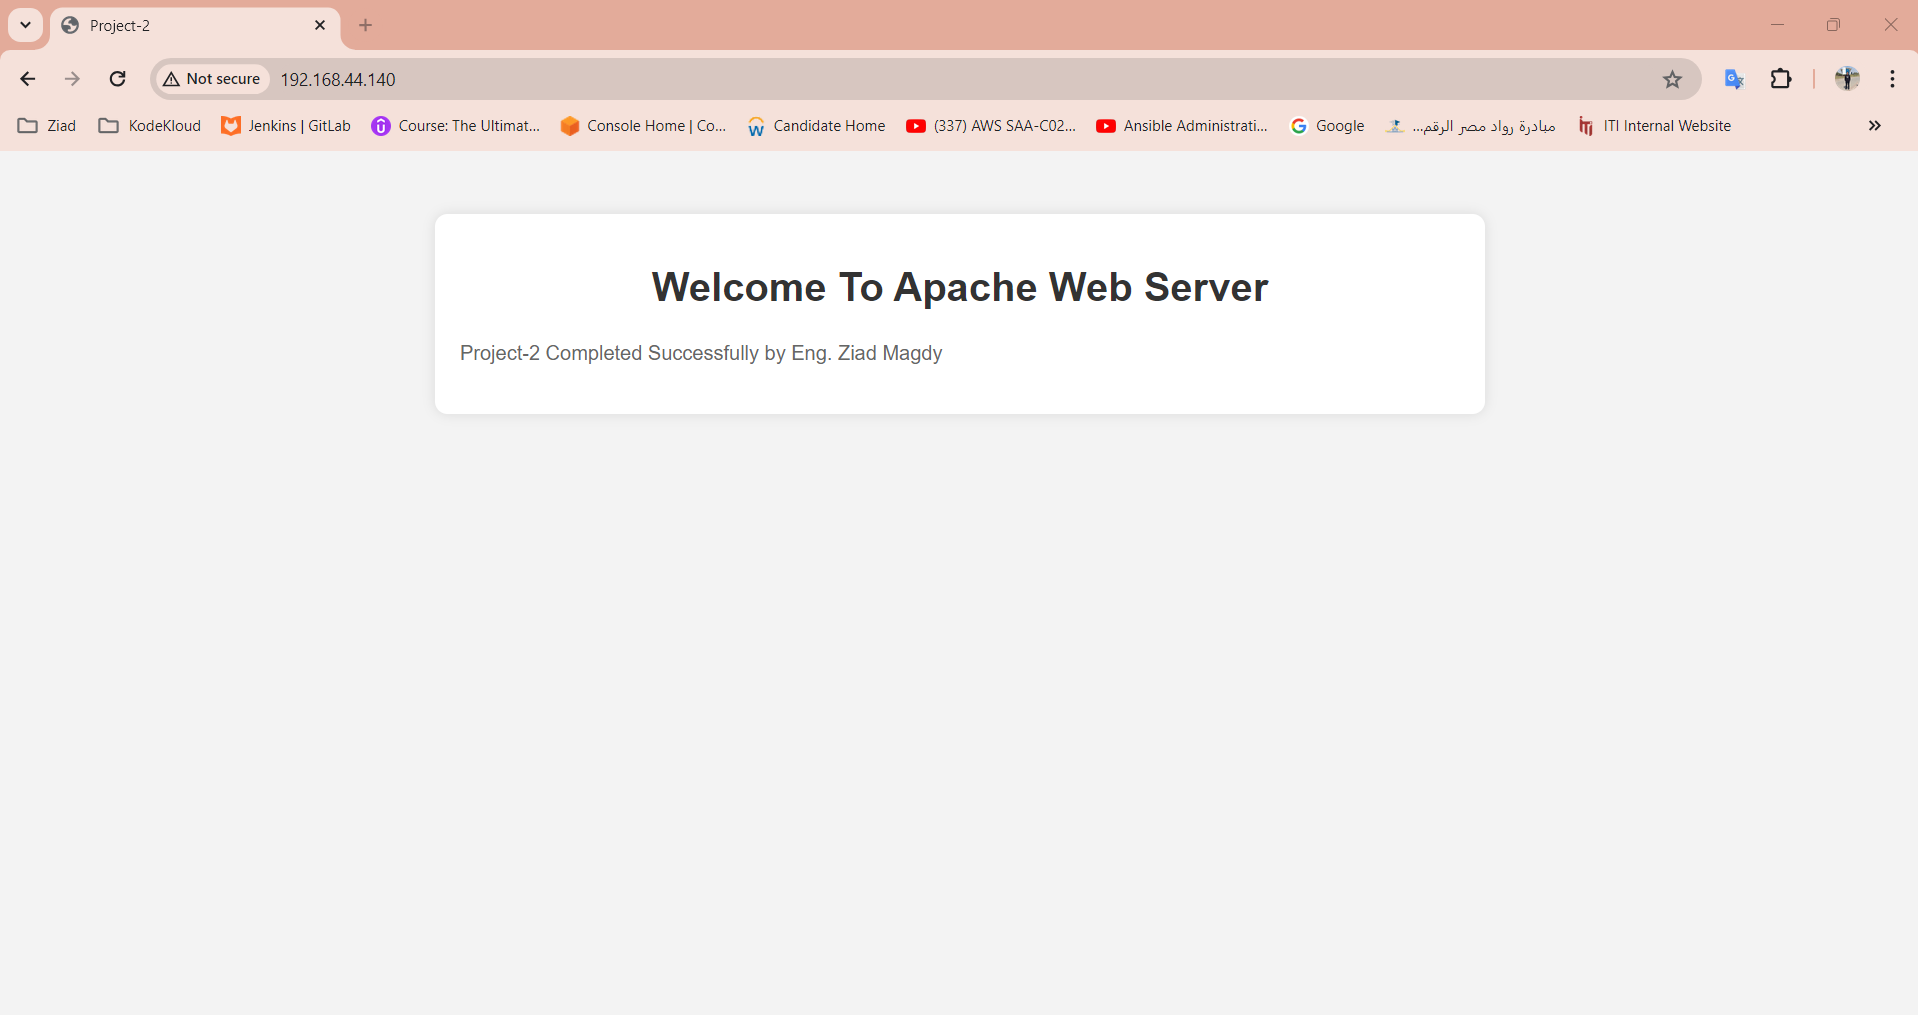 Project-2
Not secure 192.168.44.140
Ziad KodeKloud Jenkins | GitLab Course: The Ultimat... Console Home | Co... Candidate Home (337) AWS SAA-C02... Ansible Administrati... Google مبادرة رواد مصر الرقم... ITI Internal Website
Welcome To Apache Web Server
Project-2 Completed Successfully by Eng. Ziad Magdy